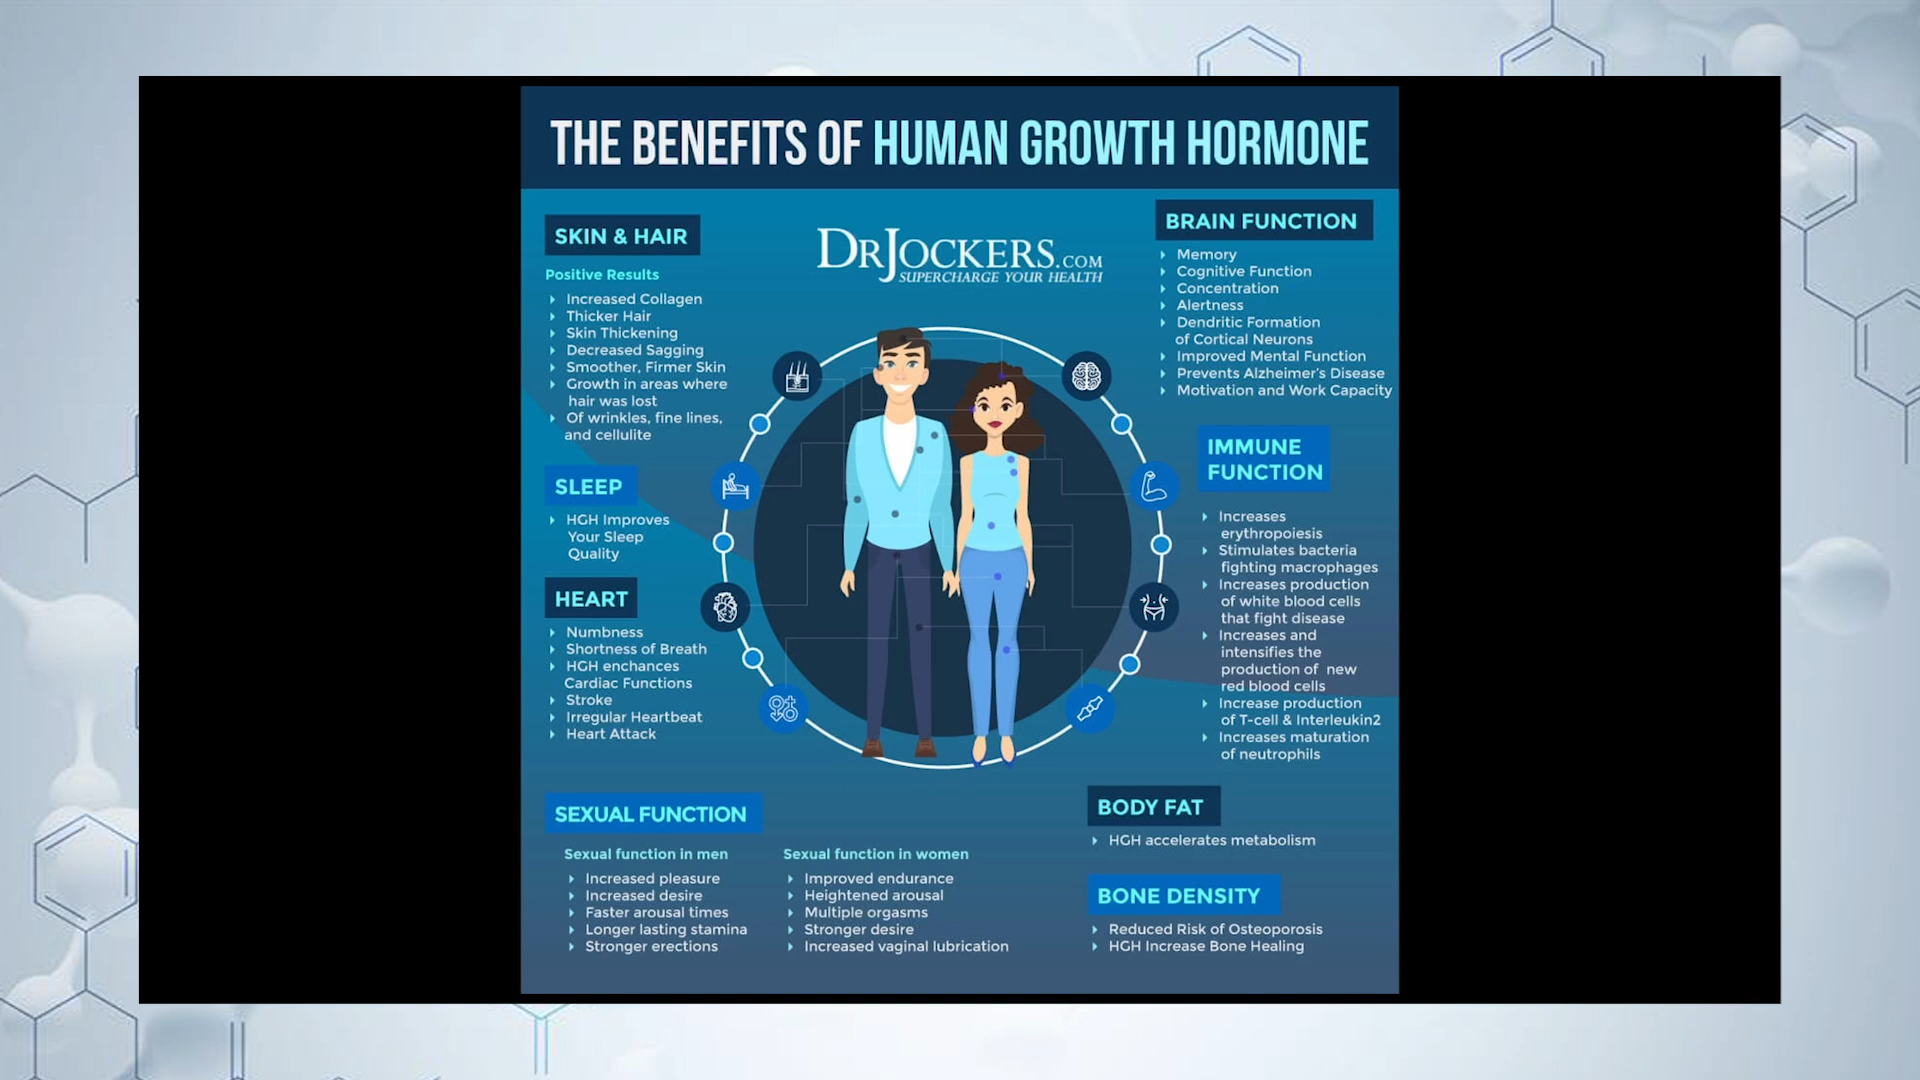 THE BENEFITS OF HUMAN GROWTH HORMONE
DRJOCKERS.COM
SUPERCHARGE YOUR HEALTH
SKIN & HAIR
Positive Results
Increased Collagen
Thicker Hair
Skin Thickening
Decreased Sagging
Smoother, Firmer Skin
Growth in areas where
hair was lost
Of wrinkles, fine lines,
and cellulite
SLEEP
HGH Improves
Your Sleep
Quality
HEART
Numbness
Shortness of Breath
HGH enchances
Cardiac Functions
Stroke
Irregular Heartbeat
Heart Attack
BRAIN FUNCTION
Memory
Cognitive Function
Concentration
Alertness
Dendritic Formation
of Cortical Neurons
Improved Mental Function
Prevents Alzheimer's Disease
Motivation and Work Capacity
IMMUNE
FUNCTION
Increases
erythropoiesis
Stimulates bacteria
fighting macrophages
Increases production
of white blood cells
that fight disease
Increases and
intensifies the
production of new
red blood cells
Increase production
of T-cell & Interleukin2
Increases maturation
of neutrophils
SEXUAL FUNCTION
Sexual function in men
Increased pleasure
Increased desire
Faster arousal times
Longer lasting stamina
Stronger erections
Sexual function in women
Improved endurance
Heightened arousal
Multiple orgasms
Stronger desire
Increased vaginal lubrication
BODY FAT
HGH accelerates metabolism
BONE DENSITY
Reduced Risk of Osteoporosis
HGH Increase Bone Healing